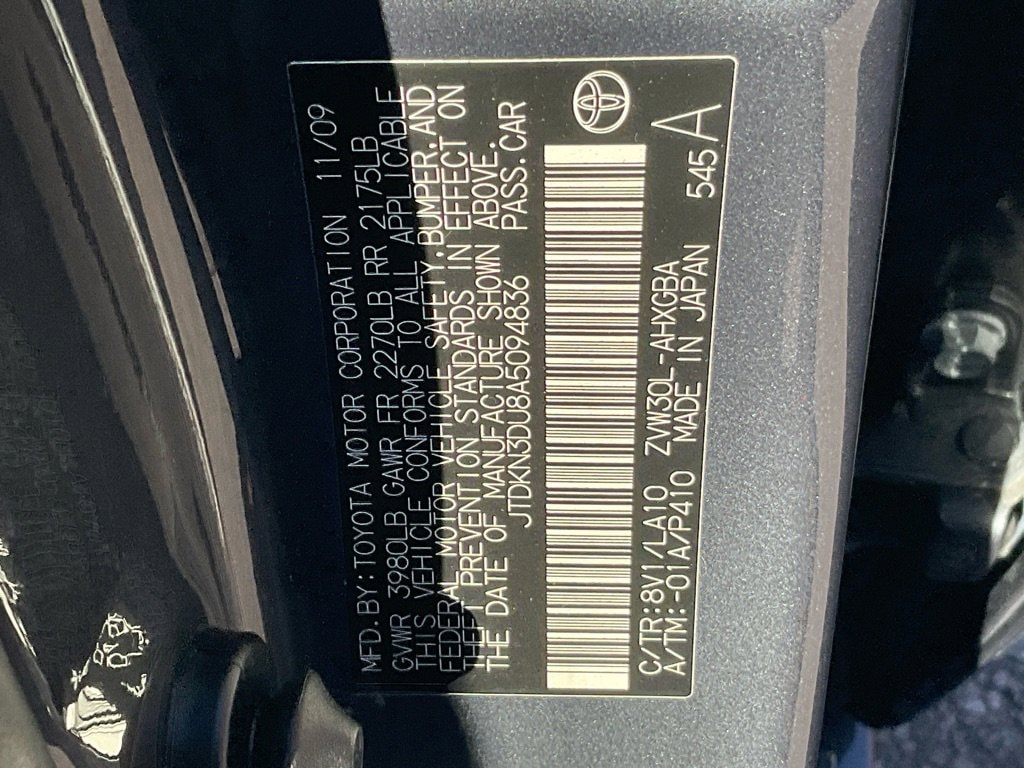 MFD.BY:TOYOTA MOTOR CORPORATION 11/09
GVWR 3980LB GAWR FR 2270LB RR 2175LB
THIS VEHICLE CONFORMS TO ALL APPLICABLE
FEDERAL MOTOR VEHICLE SAFETY,BUMPER,AND
THEFT PREVENTION STANDARDS IN EFFECT ON
THE DATE OF MANUFACTURE SHOWN ABOVE.
JTDKN3DU8A5094836 PASS.CAR
C/TR:8V1/LA10 ZVW30L-AHXGBA 545A
A/TM:-01A/P410 MADE IN JAPAN